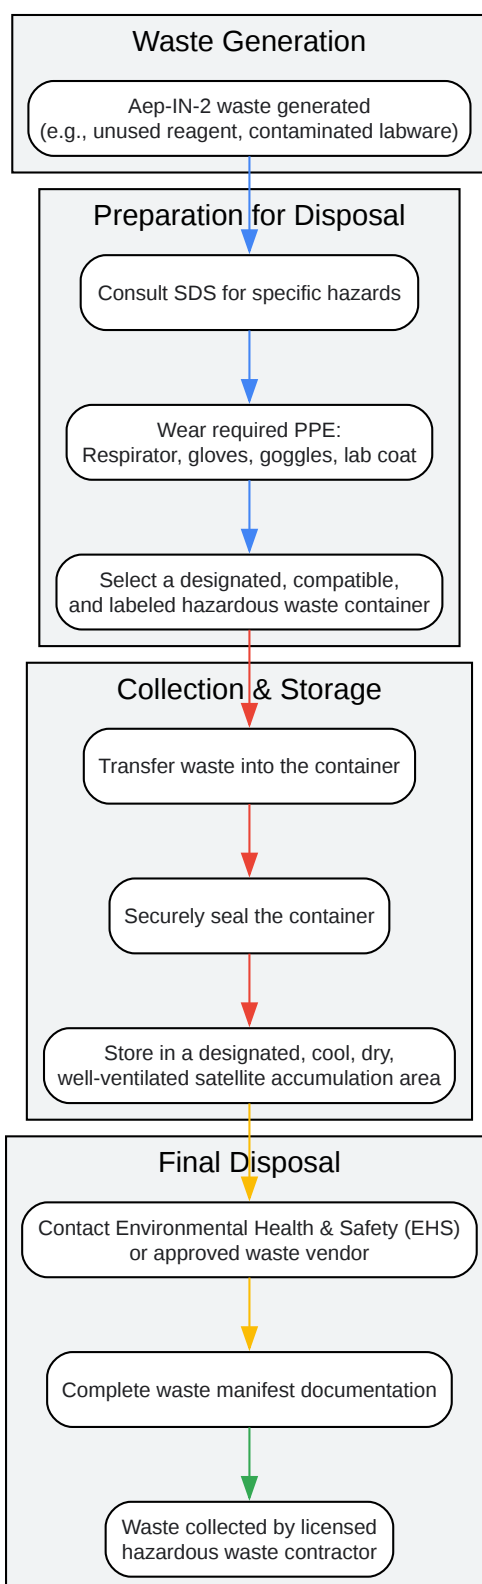 Waste Generation
Aep-IN-2 waste generated
(e.g., unused reagent, contaminated labware)
Preparation for Disposal
Consult SDS for specific hazards
Wear required PPE:
Respirator, gloves, goggles, lab coat
Select a designated, compatible,
and labeled hazardous waste container
Collection & Storage
Transfer waste into the container
Securely seal the container
Store in a designated, cool, dry,
well-ventilated satellite accumulation area
Final Disposal
Contact Environmental Health & Safety (EHS)
or approved waste vendor
Complete waste manifest documentation
Waste collected by licensed
hazardous waste contractor